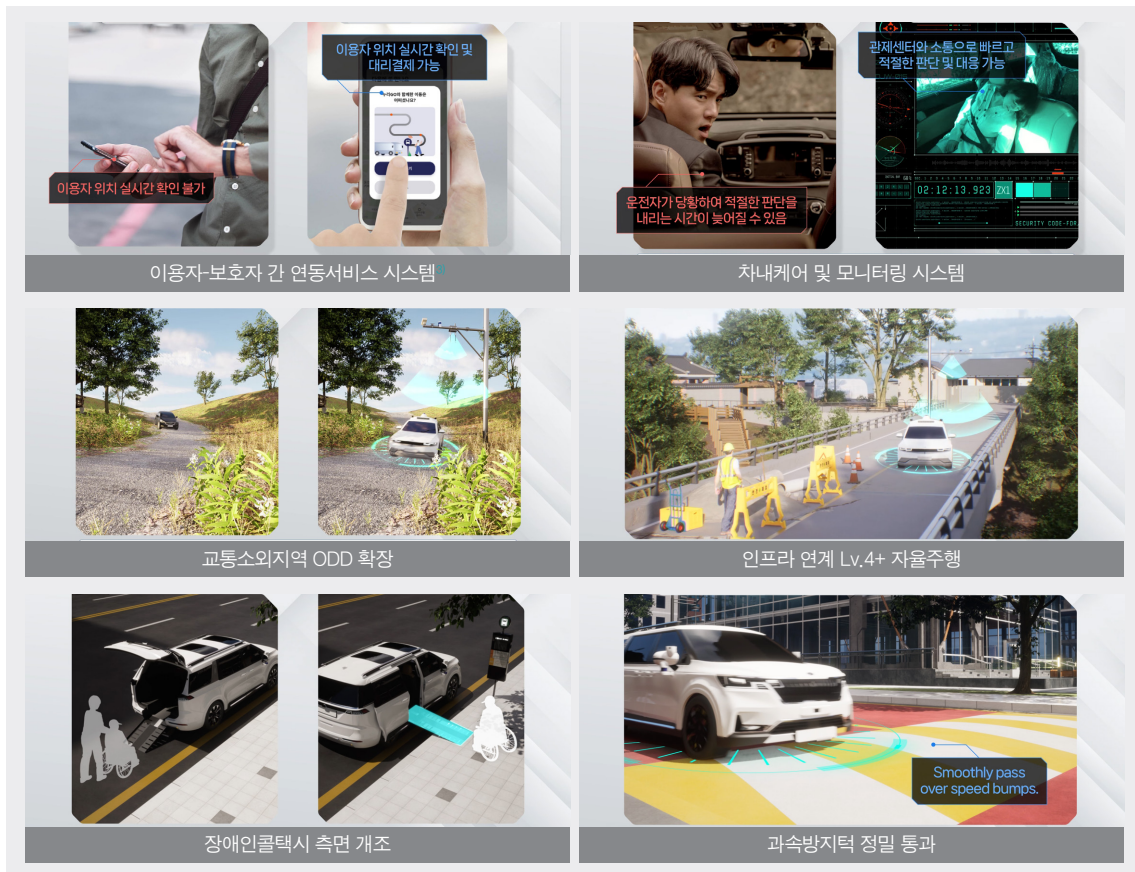 이용자 위치 실시간 확인 불가
이용자 위치 실시간 확인 및
대리결제 가능
이용자-보호자 간 연동서비스 시스템
운전자가 당황하여 적절한 판단을
내리는 시간이 늦어질 수 있음
관제센터와 소통으로 빠르고
적절한 판단 및 대응 가능
02:12:13.923
ZX1
SECURITY CODE-FOR
차내케어 및 모니터링 시스템
교통소외지역 ODD 확장
인프라 연계 Lv.4+ 자율주행
장애인콜택시 측면 개조
Smoothly pass
over speed bumps.
과속방지턱 정밀 통과